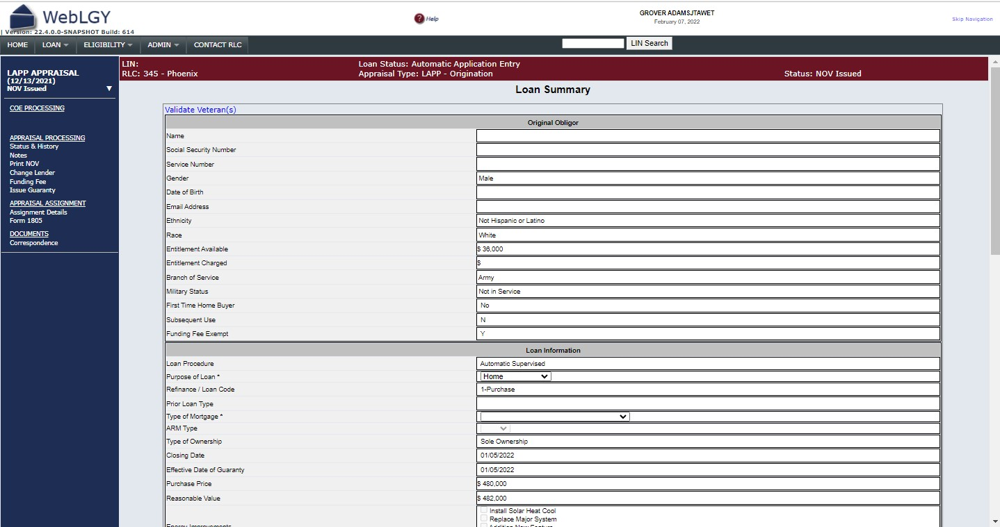 WebLGY
Help
GROVER ADAMSJTAWET
February 07, 2022
Skip Navigation
| Version: 22.4.0.0-SNAPSHOT Build: 614
HOME LOAN ELIGIBILITY ADMIN CONTACT RLC LIN Search
LAPP APPRAISAL
(12/13/2021)
NOV Issued
COE PROCESSING
APPRAISAL PROCESSING
Status & History
Notes
Print NOV
Change Lender
Funding Fee
Issue Guaranty
APPRAISAL ASSIGNMENT
Assignment Details
Form 1805
DOCUMENTS
Correspondence
LIN: Loan Status: Automatic Application Entry
RLC: 345 - Phoenix Appraisal Type: LAPP - Origination Status: NOV Issued
Loan Summary
Validate Veteran(s)
Original Obligor
Name
Social Security Number
Service Number
Gender Male
Date of Birth
Email Address
Ethnicity Not Hispanic or Latino
Race White
Entitlement Available $ 36,000
Entitlement Charged $
Branch of Service Army
Military Status Not in Service
First Time Home Buyer No
Subsequent Use N
Funding Fee Exempt Y
Loan Information
Loan Procedure Automatic Supervised
Purpose of Loan * Home
Refinance / Loan Code 1-Purchase
Prior Loan Type
Type of Mortgage *
ARM Type
Type of Ownership Sole Ownership
Closing Date 01/05/2022
Effective Date of Guaranty 01/05/2022
Purchase Price $ 480,000
Reasonable Value $ 482,000
Install Solar Heat Cool
Replace Major System
Energy Improvements Addition New Feature